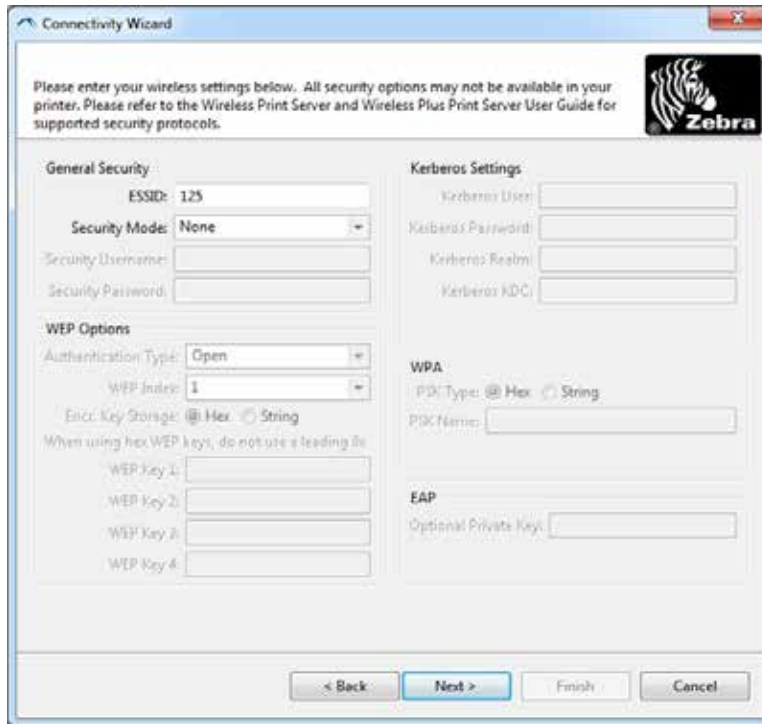 Connectivity Wizard
Please enter your wireless settings below. All security options may not be available in your
printer. Please refer to the Wireless Print Server and Wireless Plus Print Server User Guide for
supported security protocols.
Zebra
General Security
ESSID: 125
Security Mode: None
Security Username:
Security Password:
WEP Options
Authentication Type: Open
WEP Index: 1
Encr. Key Storage: Hex String
When using hex WEP keys, do not use a leading 0x
WEP Key 1:
WEP Key 2:
WEP Key 3:
WEP Key 4:
Kerberos Settings
Kerberos User:
Kerberos Password:
Kerberos Realm:
Kerberos KDC:
WPA
PSK Type: Hex String
PSK Name:
EAP
Optional Private Key:
< Back
Next >
Finish
Cancel